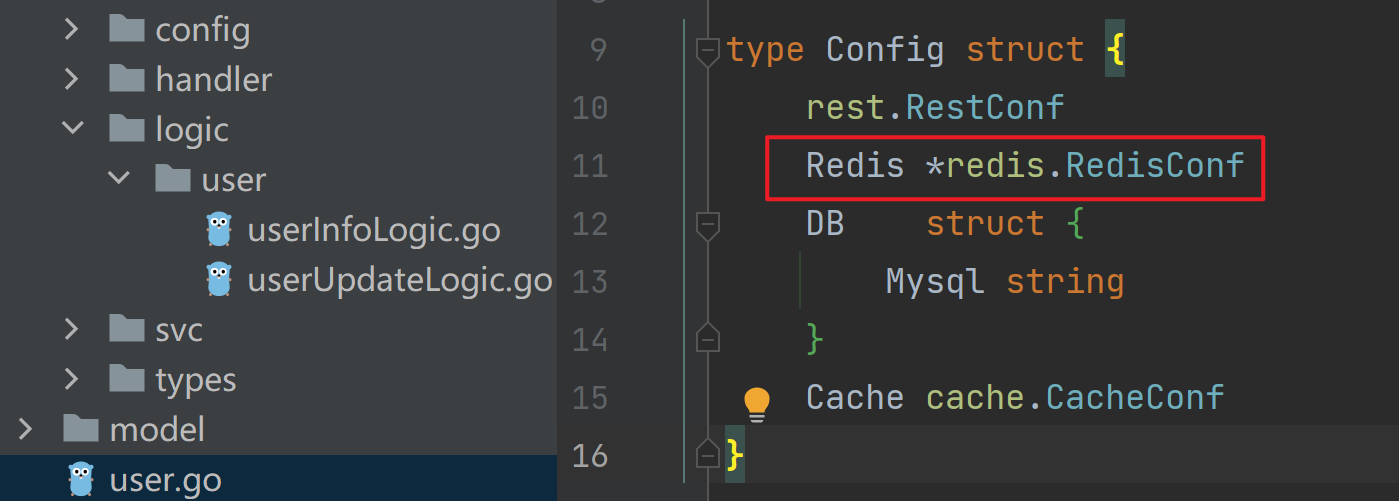 config
handler
logic
user
userInfoLogic.go
userUpdateLogic.go
svc
types
model
user.go
9 type Config struct {
10 rest.RestConf
11 Redis *redis.RedisConf
12 DB struct {
13 Mysql string
14 }
15 Cache cache.CacheConf
16 }